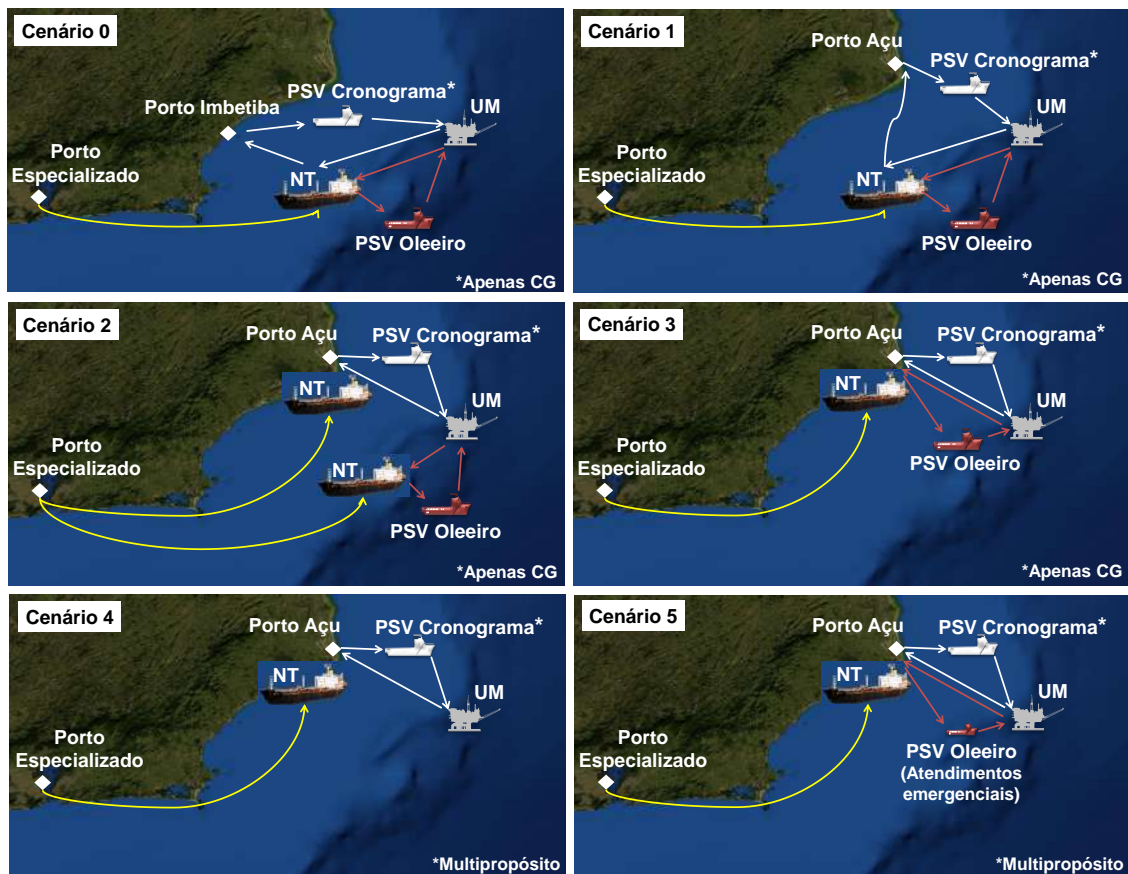 Cenário 0
PSV Cronograma*
Porto Imbetiba
UM
Porto
Especializado
NT
PSV Oleeiro
*Apenas CG
Cenário 1
Porto Açu
PSV Cronograma*
UM
Porto
Especializado
NT
PSV Oleeiro
*Apenas CG
Cenário 2
Porto Açu
PSV Cronograma*
NT
UM
Porto
Especializado
NT
PSV Oleeiro
*Apenas CG
Cenário 3
Porto Açu
PSV Cronograma*
NT
UM
Porto
Especializado
PSV Oleeiro
*Apenas CG
Cenário 4
Porto Açu
PSV Cronograma*
NT
UM
Porto
Especializado
*Multipropósito
Cenário 5
Porto Açu
PSV Cronograma*
NT
UM
Porto
Especializado
PSV Oleeiro
(Atendimentos
emergenciais)
*Multipropósito